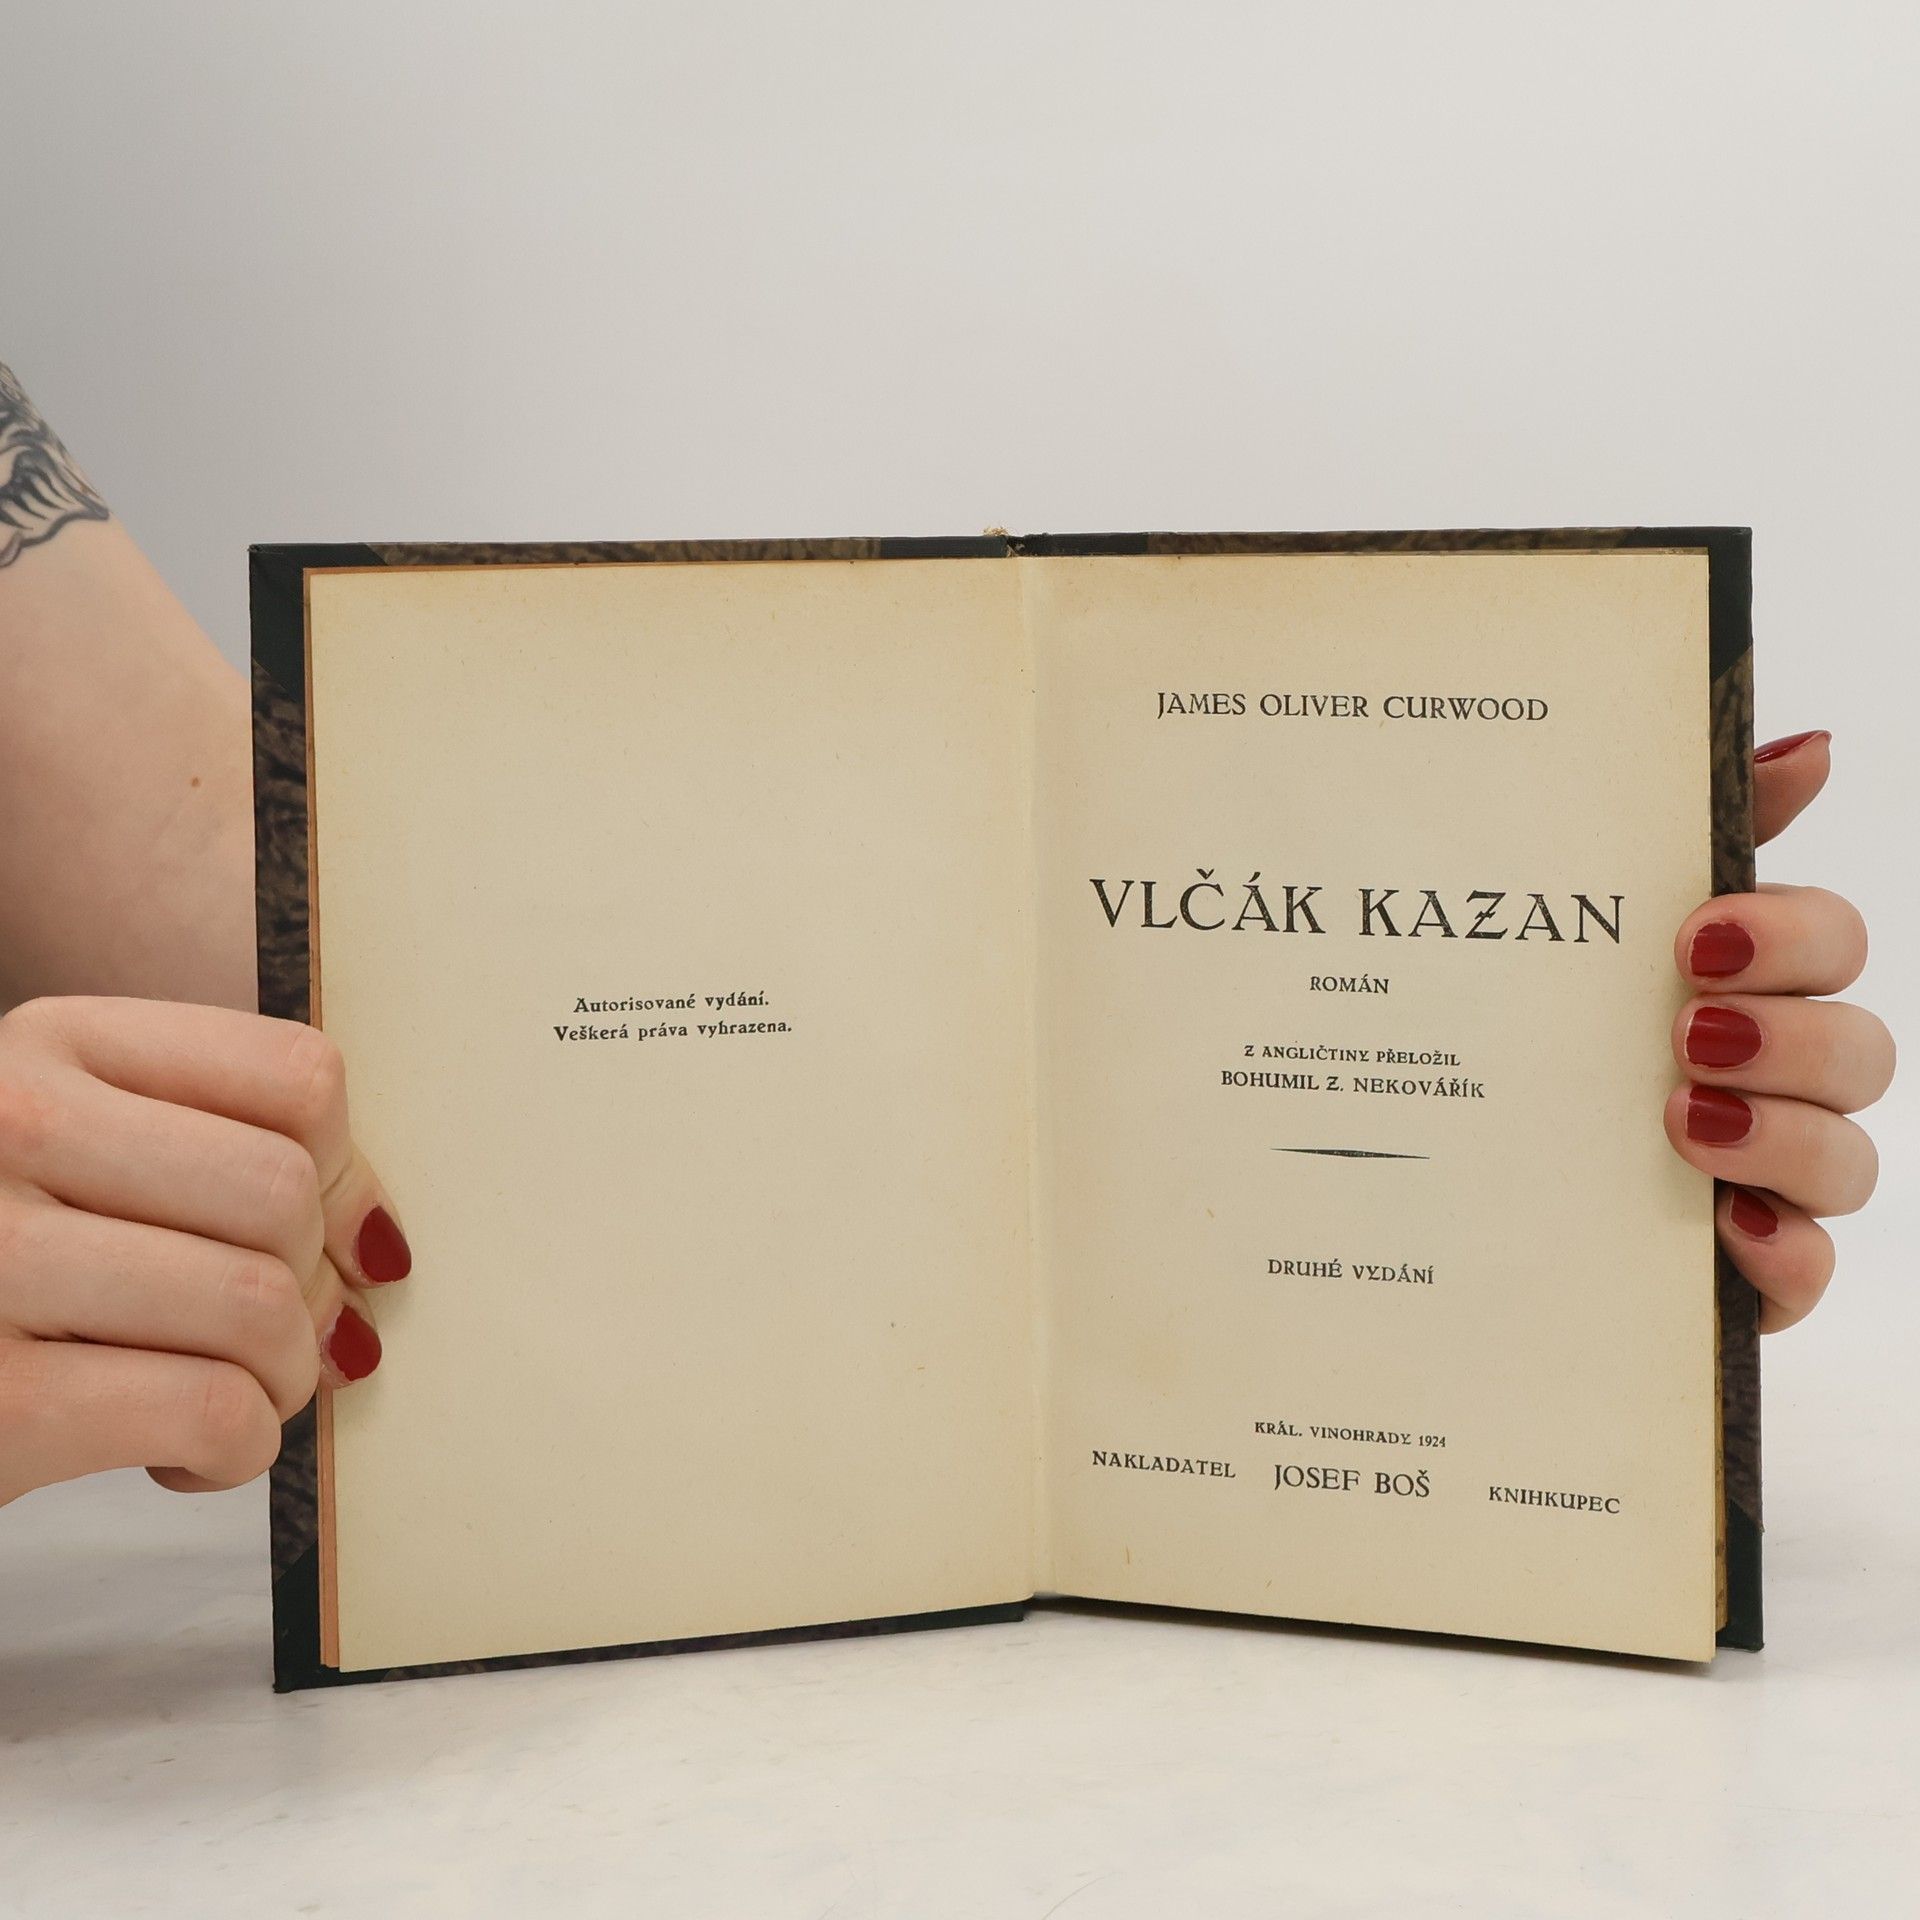 Autorisované vydání.
Veškerá práva vyhrazena.
JAMES OLIVER CURWOOD
VLČÁK KAZAN
ROMÁN
Z ANGLIČTINY PŘELOŽIL
BOHUMIL Z. NEKOVÁŘÍK
DRUHÉ VYDÁNÍ
KRÁL. VINOHRADY 1924
NAKLADATEL JOSEF BOŠ KNIHKUPEC